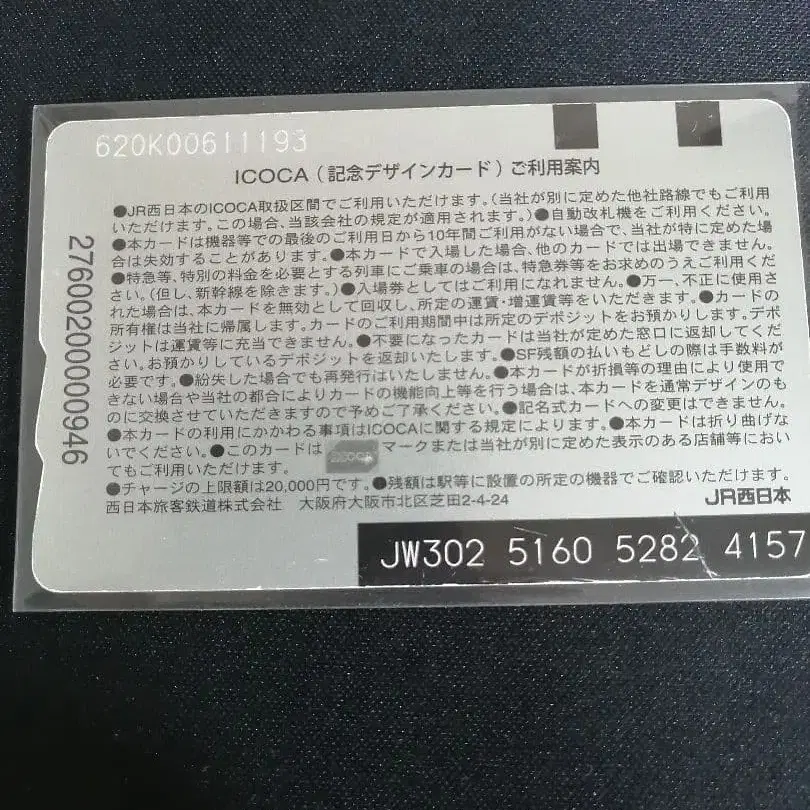 620K00611193
ICOCA (記念デザインカード) ご利用案内
●JR西日本のICOCA取扱区間でご利用いただけます。(当社が別に定めた他社路線でもご利用
いただけます。この場合、当該会社の規定が適用されます。)●自動改札機をご利用ください。
●本カードは機器等での最後のご利用日から10年間ご利用がない場合で、当社が特に定めた場
合は失効することがあります。●本カードで入場した場合、他のカードでは出場できません。
●特急等、特別の料金を必要とする列車にご乗車の場合は、特急券等をお求めのうえご利用くだ
さい。(但し、新幹線を除きます。)●入場券としてはご利用になれません。●万一、不正に使用さ
れた場合は、本カードを無効として回収し、所定の運賃・増運賃等をいただきます。●カードの
所有権は当社に帰属します。カードのご利用期間中は所定のデポジットをお預かりします。デポ
ジットは運賃等に充当できません。●不要になったカードは当社が定めた窓口に返却してくだ
さい。お預かりしているデポジットを返却いたします。●SF残額の払いもどしの際は手数料が
必要です。●紛失した場合でも再発行はいたしません。●本カードが折損等の理由により使用で
きない場合や当社の都合によりカードの機能向上等を行う場合は、本カードを通常デザインのも
のに交換させていただきますので予めご了承ください。●記名式カードへの変更はできません。
●本カードの利用にかかわる事項はICOCAに関する規定によります。●カードは折り曲げな
いでください。●このカードは ICOCA マークまたは当社が別に定めた表示のある店舗等におい
てもご利用いただけます。
●チャージの上限額は20,000円です。●残額は駅等に設置の所定の機器でご確認いただけます。
西日本旅客鉄道株式会社 大阪府大阪市北区芝田2-4-24
JR西日本
JW302 5160 5282 4157
2760020000946